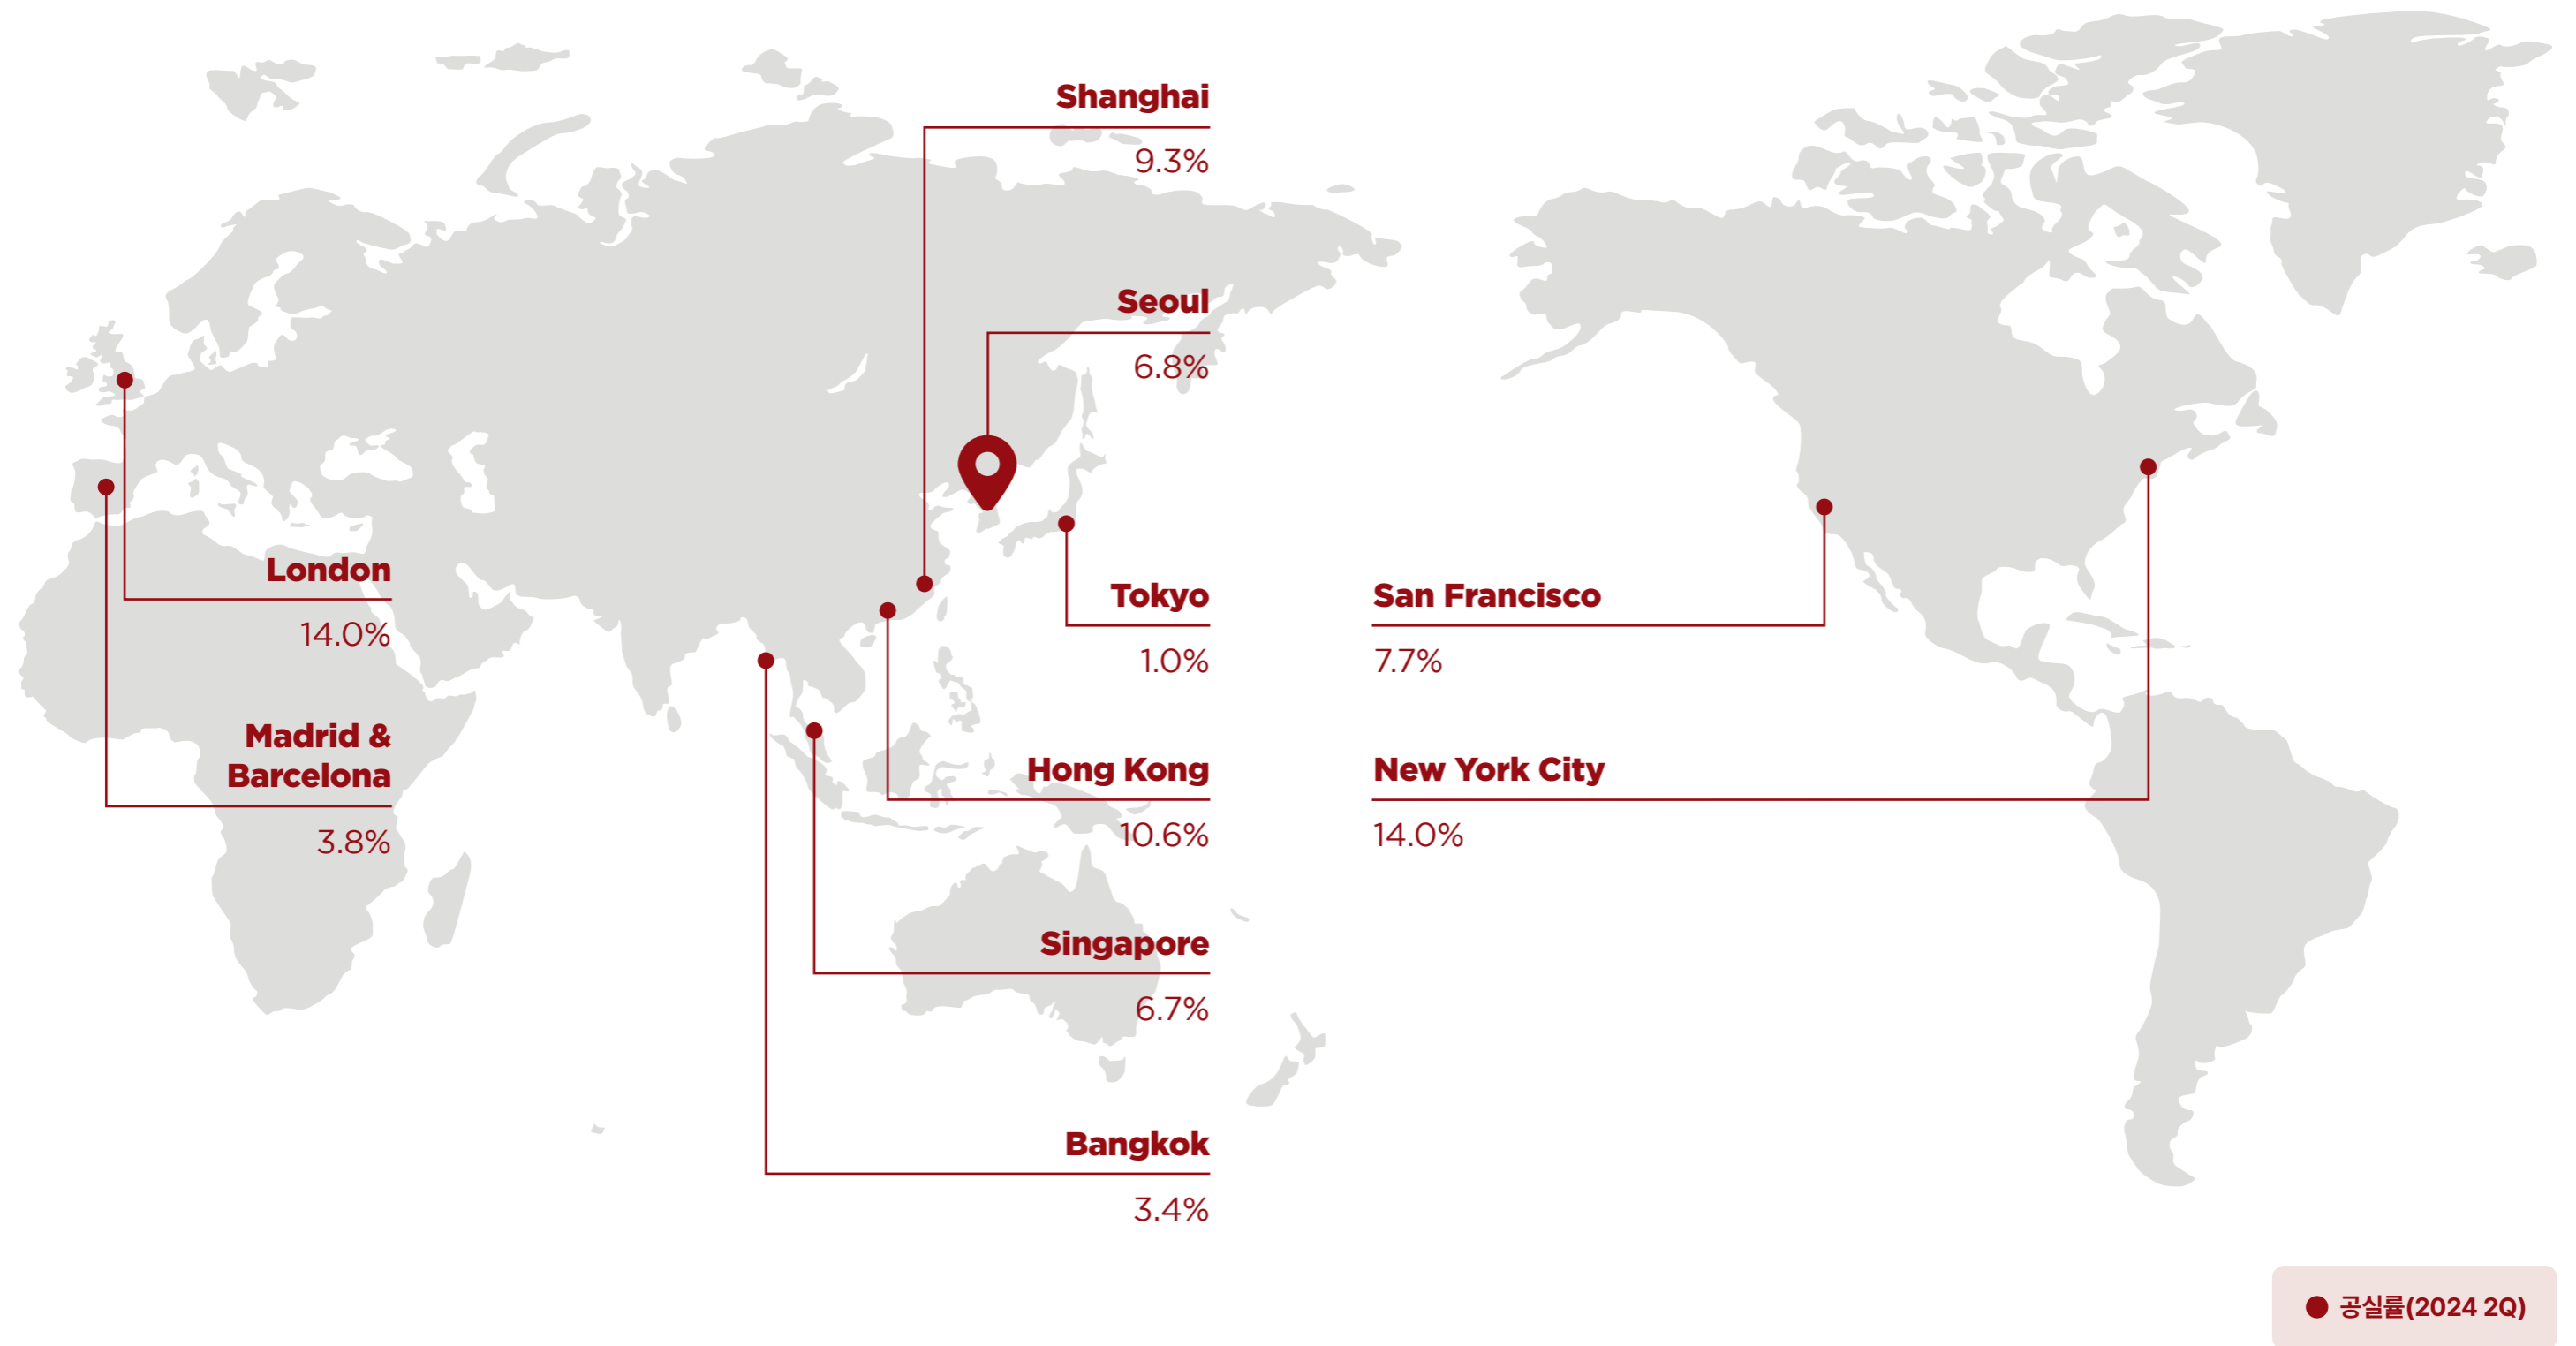 Shanghai
9.3%
Seoul
6.8%
London
14.0%
Madrid &
Barcelona
3.8%
Tokyo
1.0%
Hong Kong
10.6%
Singapore
6.7%
Bangkok
3.4%
San Francisco
7.7%
New York City
14.0%
공실률(2024 2Q)